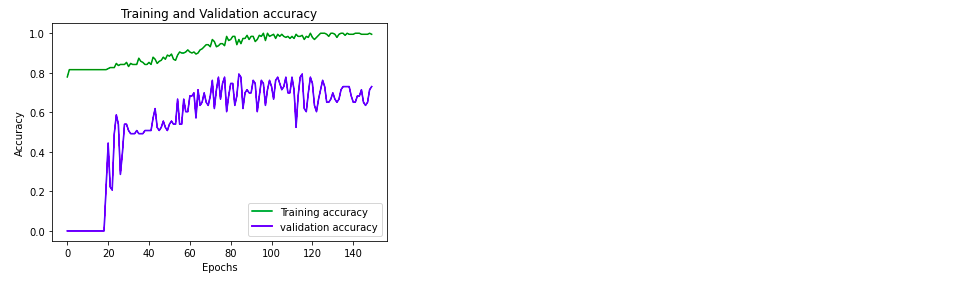 Training and Validation accuracy
1.0
0.8
0.6
0.4
0.2
0.0
Accuracy
Training accuracy
validation accuracy
0 20 40 60 80 100 120 140
Epochs